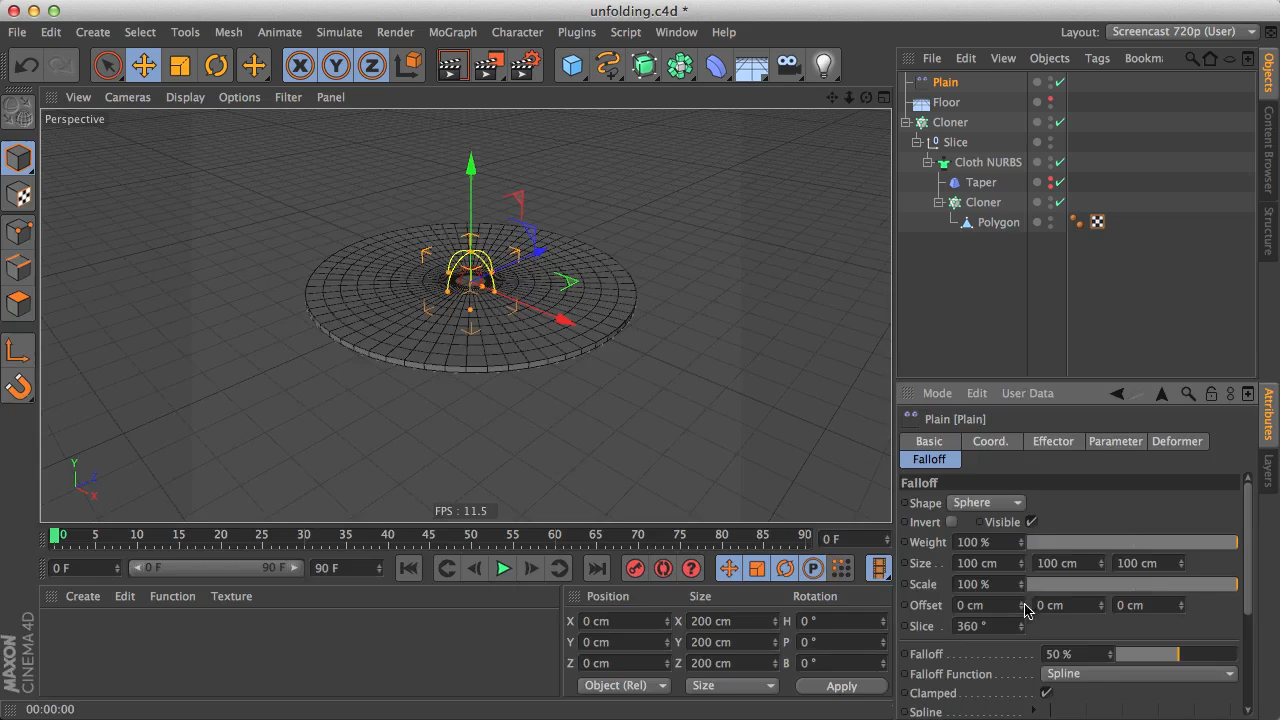 unfolding.c4d *
File Edit Create Select Tools Mesh Animate Simulate Render MoGraph Character Plugins Script Window Help
Layout: Screencast 720p (User)
X Y Z
File Edit View Objects Tags Bookm
View Cameras Display Options Filter Panel
Perspective
Plain
Floor
Cloner
0 Slice
Cloth NURBS
Taper
Cloner
Polygon
Objects
Content Browser
Structure
Y
Z
X
FPS : 11.5
Mode Edit User Data
Plain [Plain]
Basic Coord. Effector Parameter Deformer
Falloff
Attributes
Layers
Falloff
Shape Sphere
Invert Visible
Weight 100 %
Size . . 100 cm 100 cm 100 cm
Scale 100 %
Offset 0 cm 0 cm 0 cm
Slice . 360 °
Falloff . . . . . . . . . . . . 50 %
Falloff Function . . . . Spline
Clamped . . . . . . . . . .
Spline
0 5 10 15 20 25 30 35 40 45 50 55 60 65 70 75 80 85 90 0 F
0 F 0 F 90 F 90 F
P
Create Edit Function Texture
Position Size Rotation
X 0 cm X 200 cm H 0 °
Y 0 cm Y 200 cm P 0 °
Z 0 cm Z 200 cm B 0 °
Object (Rel) Size Apply
MAXON
CINEMA 4D
00:00:00